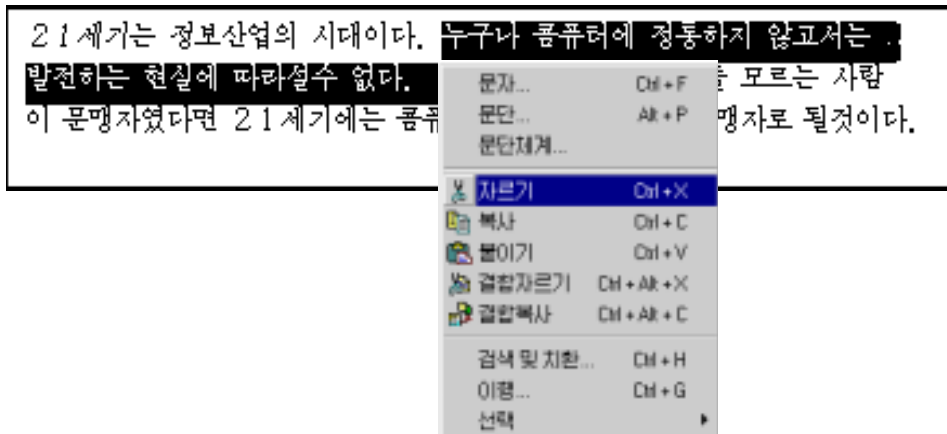 21세기는 정보산업의 시대이다. 누구나 콤퓨터에 정통하지 않고서는 ..
발전하는 현실에 따라설수 없다. 모르는 사람
이 문맹자였다면 21세기에는 맹자로 될것이다.
문자... Ctrl+F
문단... Alt+P
문단체계...
자르기 Ctrl+X
복사 Ctrl+C
붙이기 Ctrl+V
결합자르기 Ctrl+Alt+X
결합복사 Ctrl+Alt+C
검색 및 치환... Ctrl+H
이행... Ctrl+G
선택